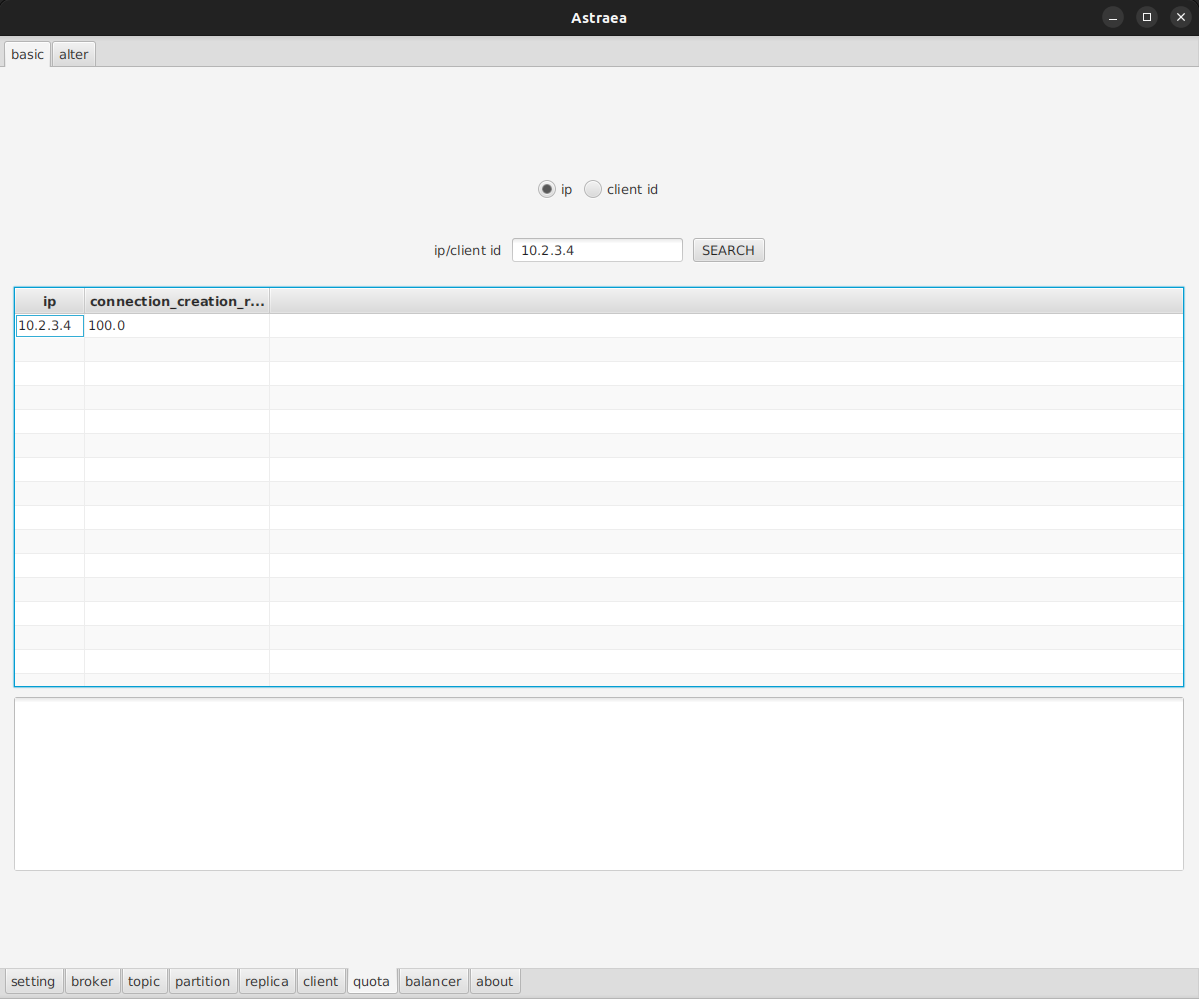 Astraea
basic alter
ip client id
ip/client id 10.2.3.4 SEARCH
ip connection_creation_r...
10.2.3.4 100.0
setting broker topic partition replica client quota balancer about